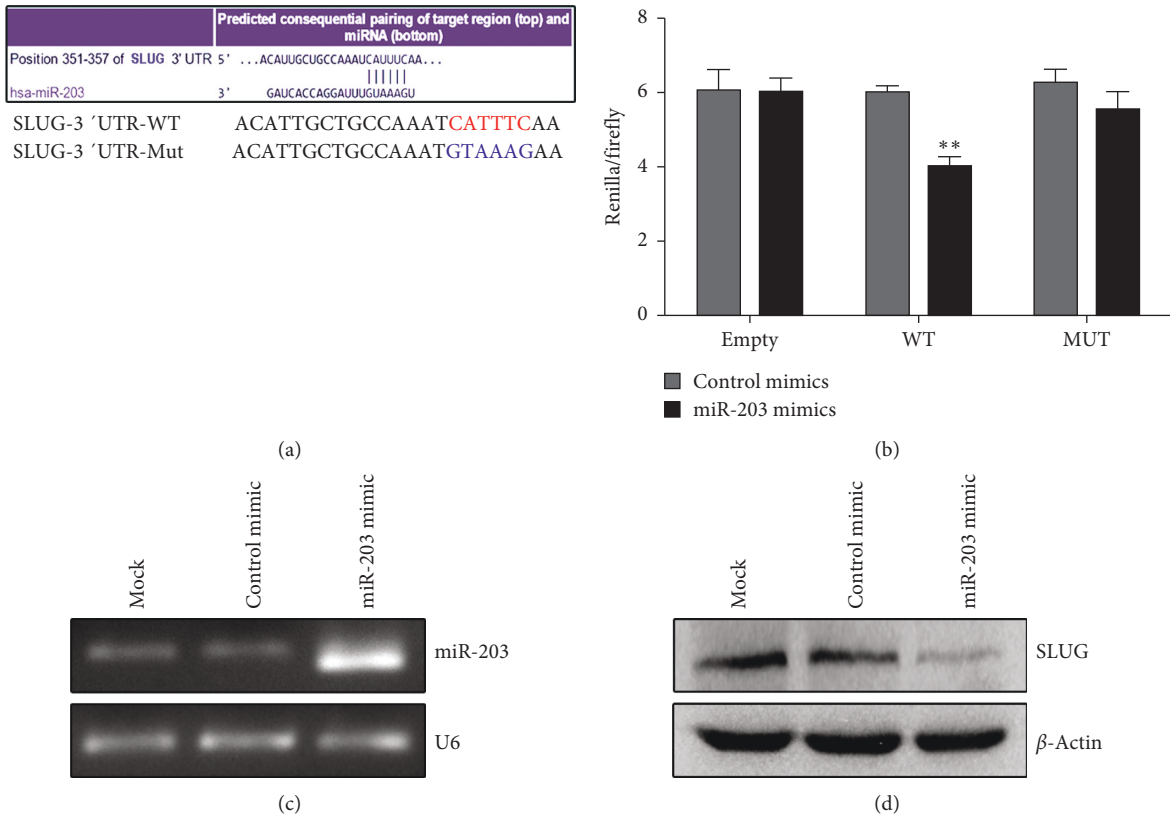 Predicted consequential pairing of target region (top) and
miRNA (bottom)
Position 351-357 of SLUG 3' UTR 5' ...ACAUUGCUGCCAAAUCAUUUCAA...
hsa-miR-203 3' GAUCACCAGGAUUUGUAAAGU
SLUG-3 ′UTR-WT ACATTGCTGCCAAATCATTTCAA
SLUG-3 ′UTR-Mut ACATTGCTGCCAAATGTAAAGAA
(a)
8
6
4
2
0
Renilla/firefly
**
Empty WT MUT
Control mimics
miR-203 mimics
(b)
Mock
Control mimic
miR-203 mimic
miR-203
U6
(c)
Mock
Control mimic
miR-203 mimic
SLUG
β-Actin
(d)